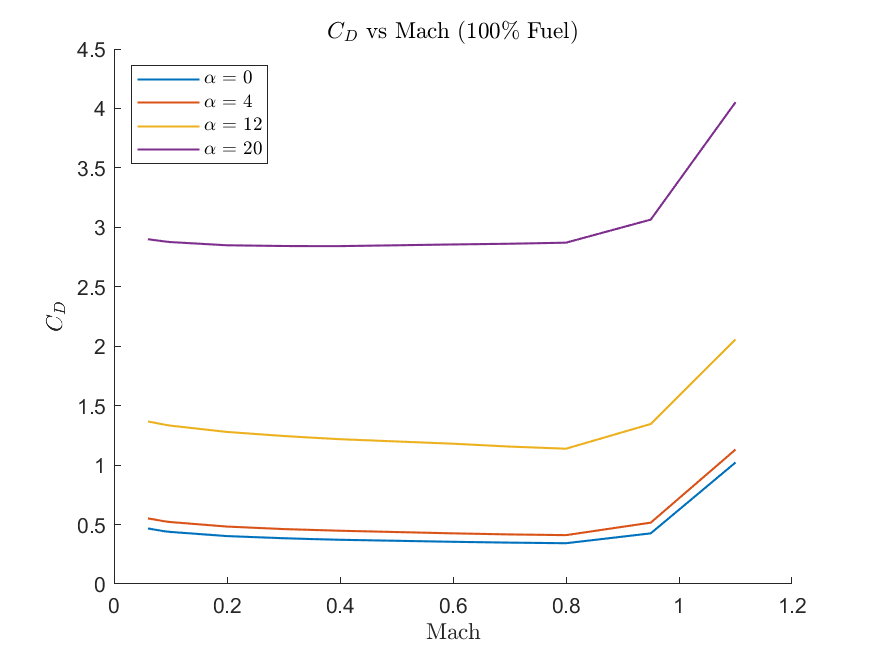 C_D vs Mach (100% Fuel)
α = 0
α = 4
α = 12
α = 20
4.5
4
3.5
3
2.5
2
1.5
1
0.5
0
C_D
0
0.2
0.4
0.6
0.8
1
1.2
Mach